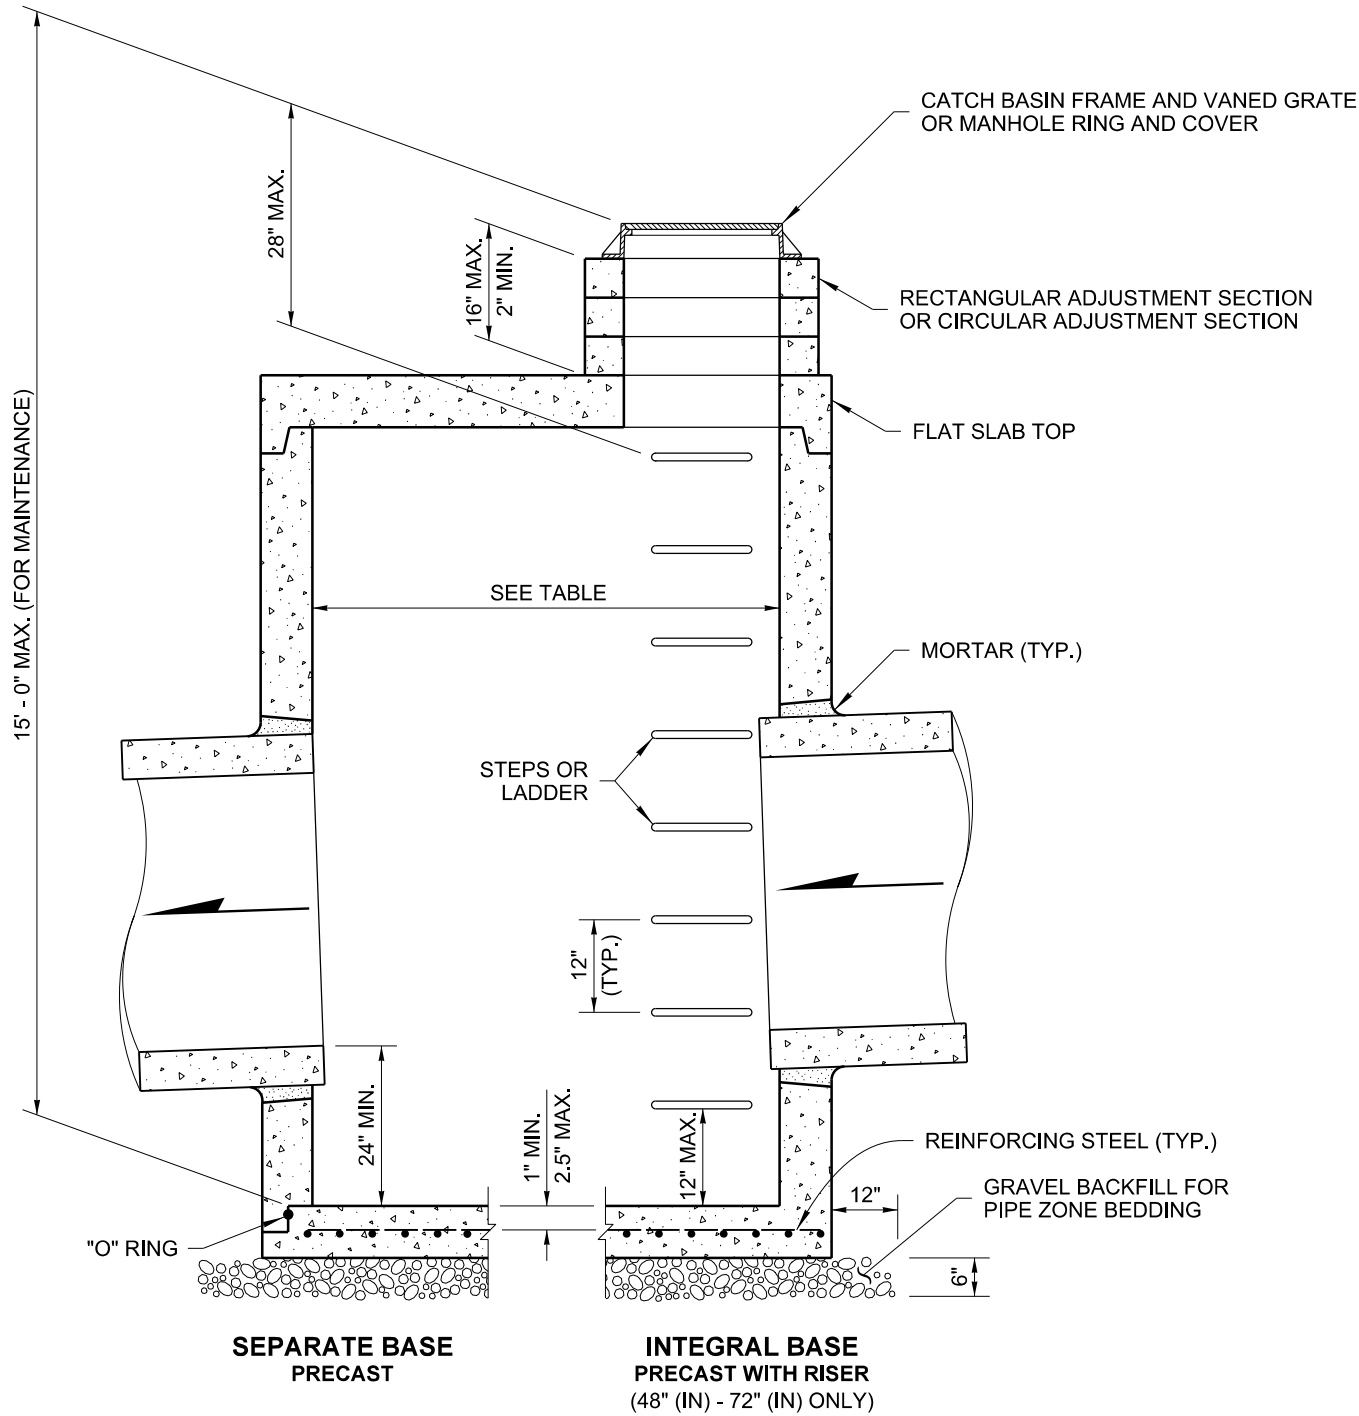 CATCH BASIN FRAME AND VANED GRATE
OR MANHOLE RING AND COVER
28" MAX.
16" MAX.
2" MIN.
RECTANGULAR ADJUSTMENT SECTION
OR CIRCULAR ADJUSTMENT SECTION
FLAT SLAB TOP
15' - 0" MAX. (FOR MAINTENANCE)
SEE TABLE
MORTAR (TYP.)
STEPS OR
LADDER
12"
(TYP.)
24" MIN.
1" MIN.
2.5" MAX.
12" MAX.
REINFORCING STEEL (TYP.)
12"
GRAVEL BACKFILL FOR
PIPE ZONE BEDDING
"O" RING
6"
SEPARATE BASE
PRECAST
INTEGRAL BASE
PRECAST WITH RISER
(48" (IN) - 72" (IN) ONLY)